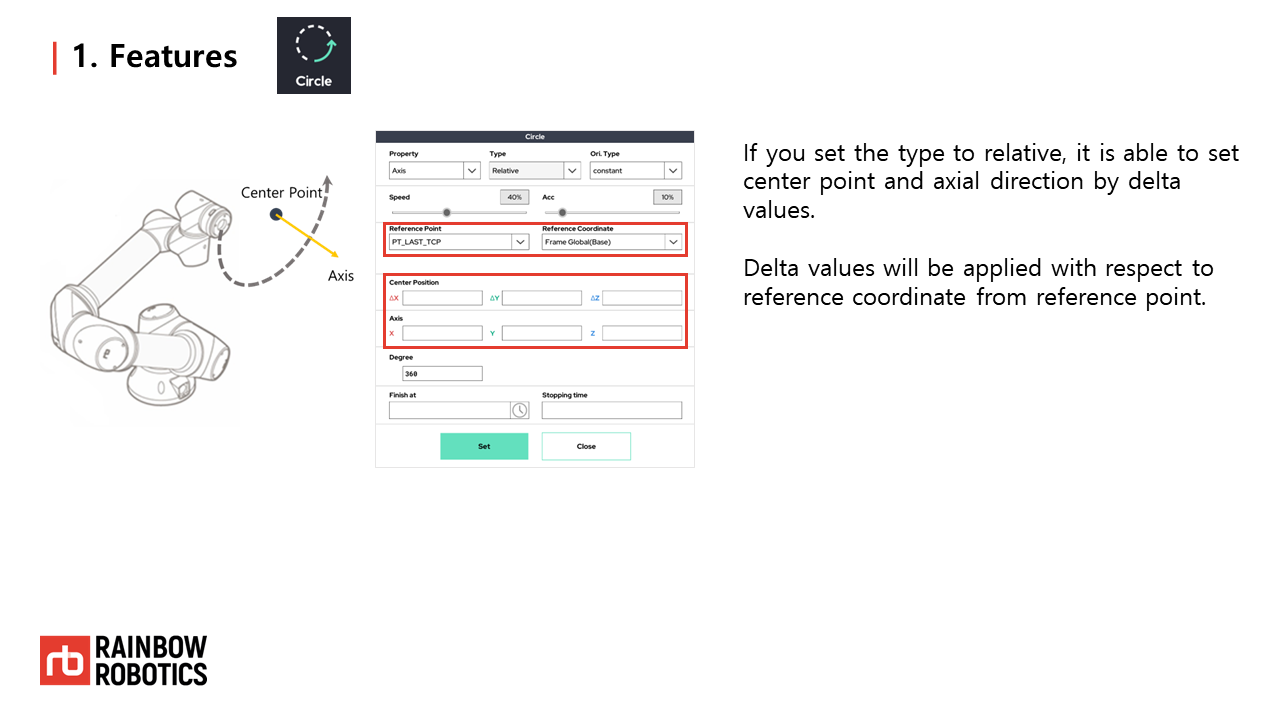 1. Features
Circle
Center Point
Axis
Circle
Property Type Ori. Type
Axis Relative constant
Speed 40% Acc 10%
Reference Point Reference Coordinate
PT_LAST_TCP Frame Global(Base)
Center Position
ΔX ΔY ΔZ
Axis
X Y Z
Degree
360
Finish at Stopping time
Set Close
If you set the type to relative, it is able to set
center point and axial direction by delta
values.
Delta values will be applied with respect to
reference coordinate from reference point.
rb RAINBOW
ROBOTICS